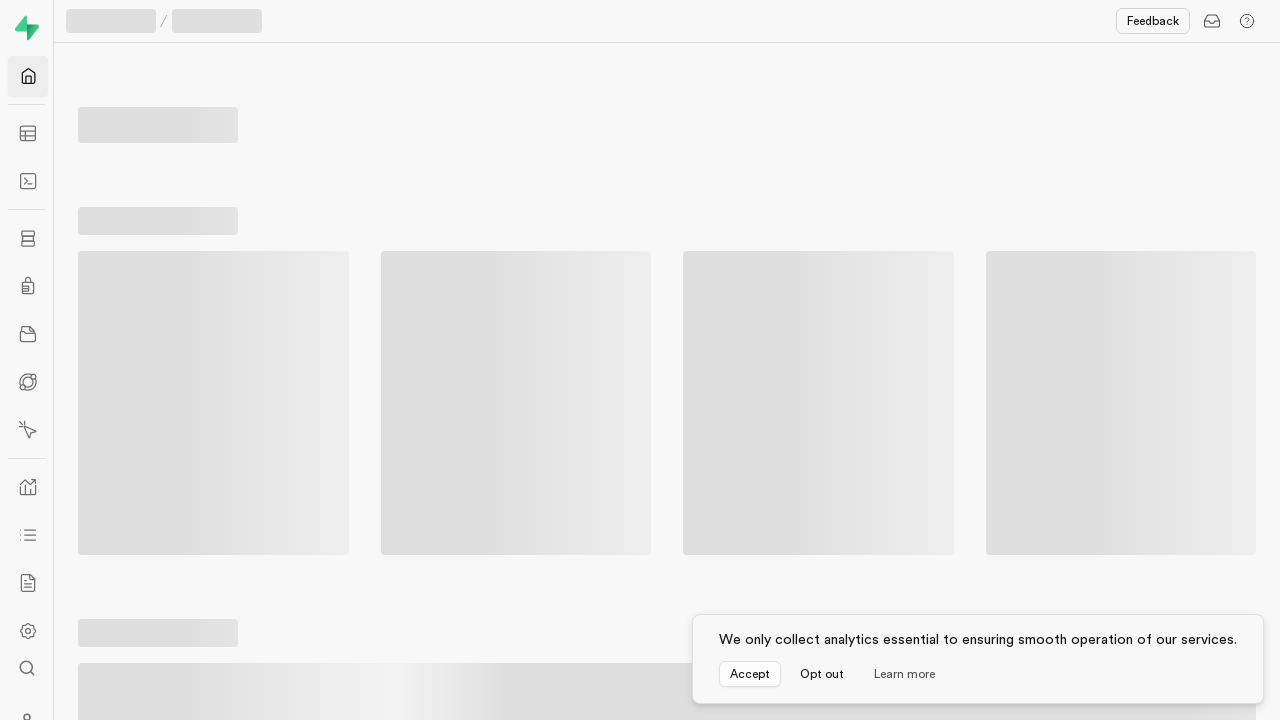 /
Feedback
We only collect analytics essential to ensuring smooth operation of our services.
Accept Opt out Learn more